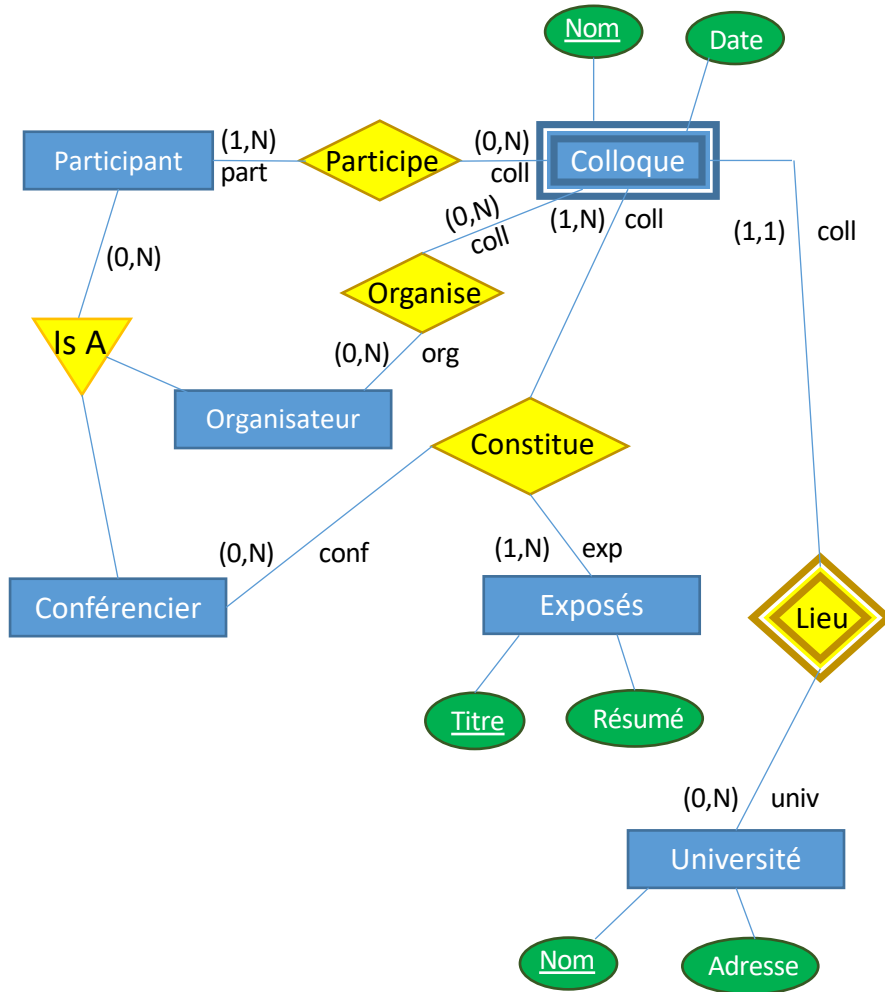 Nom
Date
Participant
(1,N)
part
Participe
(0,N)
coll
Colloque
(0,N)
coll
(1,N) coll
(1,1) coll
(0,N)
Organise
Is A
(0,N) org
Organisateur
Constitue
(0,N) conf
(1,N) exp
Conférencier
Exposés
Lieu
Titre
Résumé
(0,N) univ
Université
Nom
Adresse